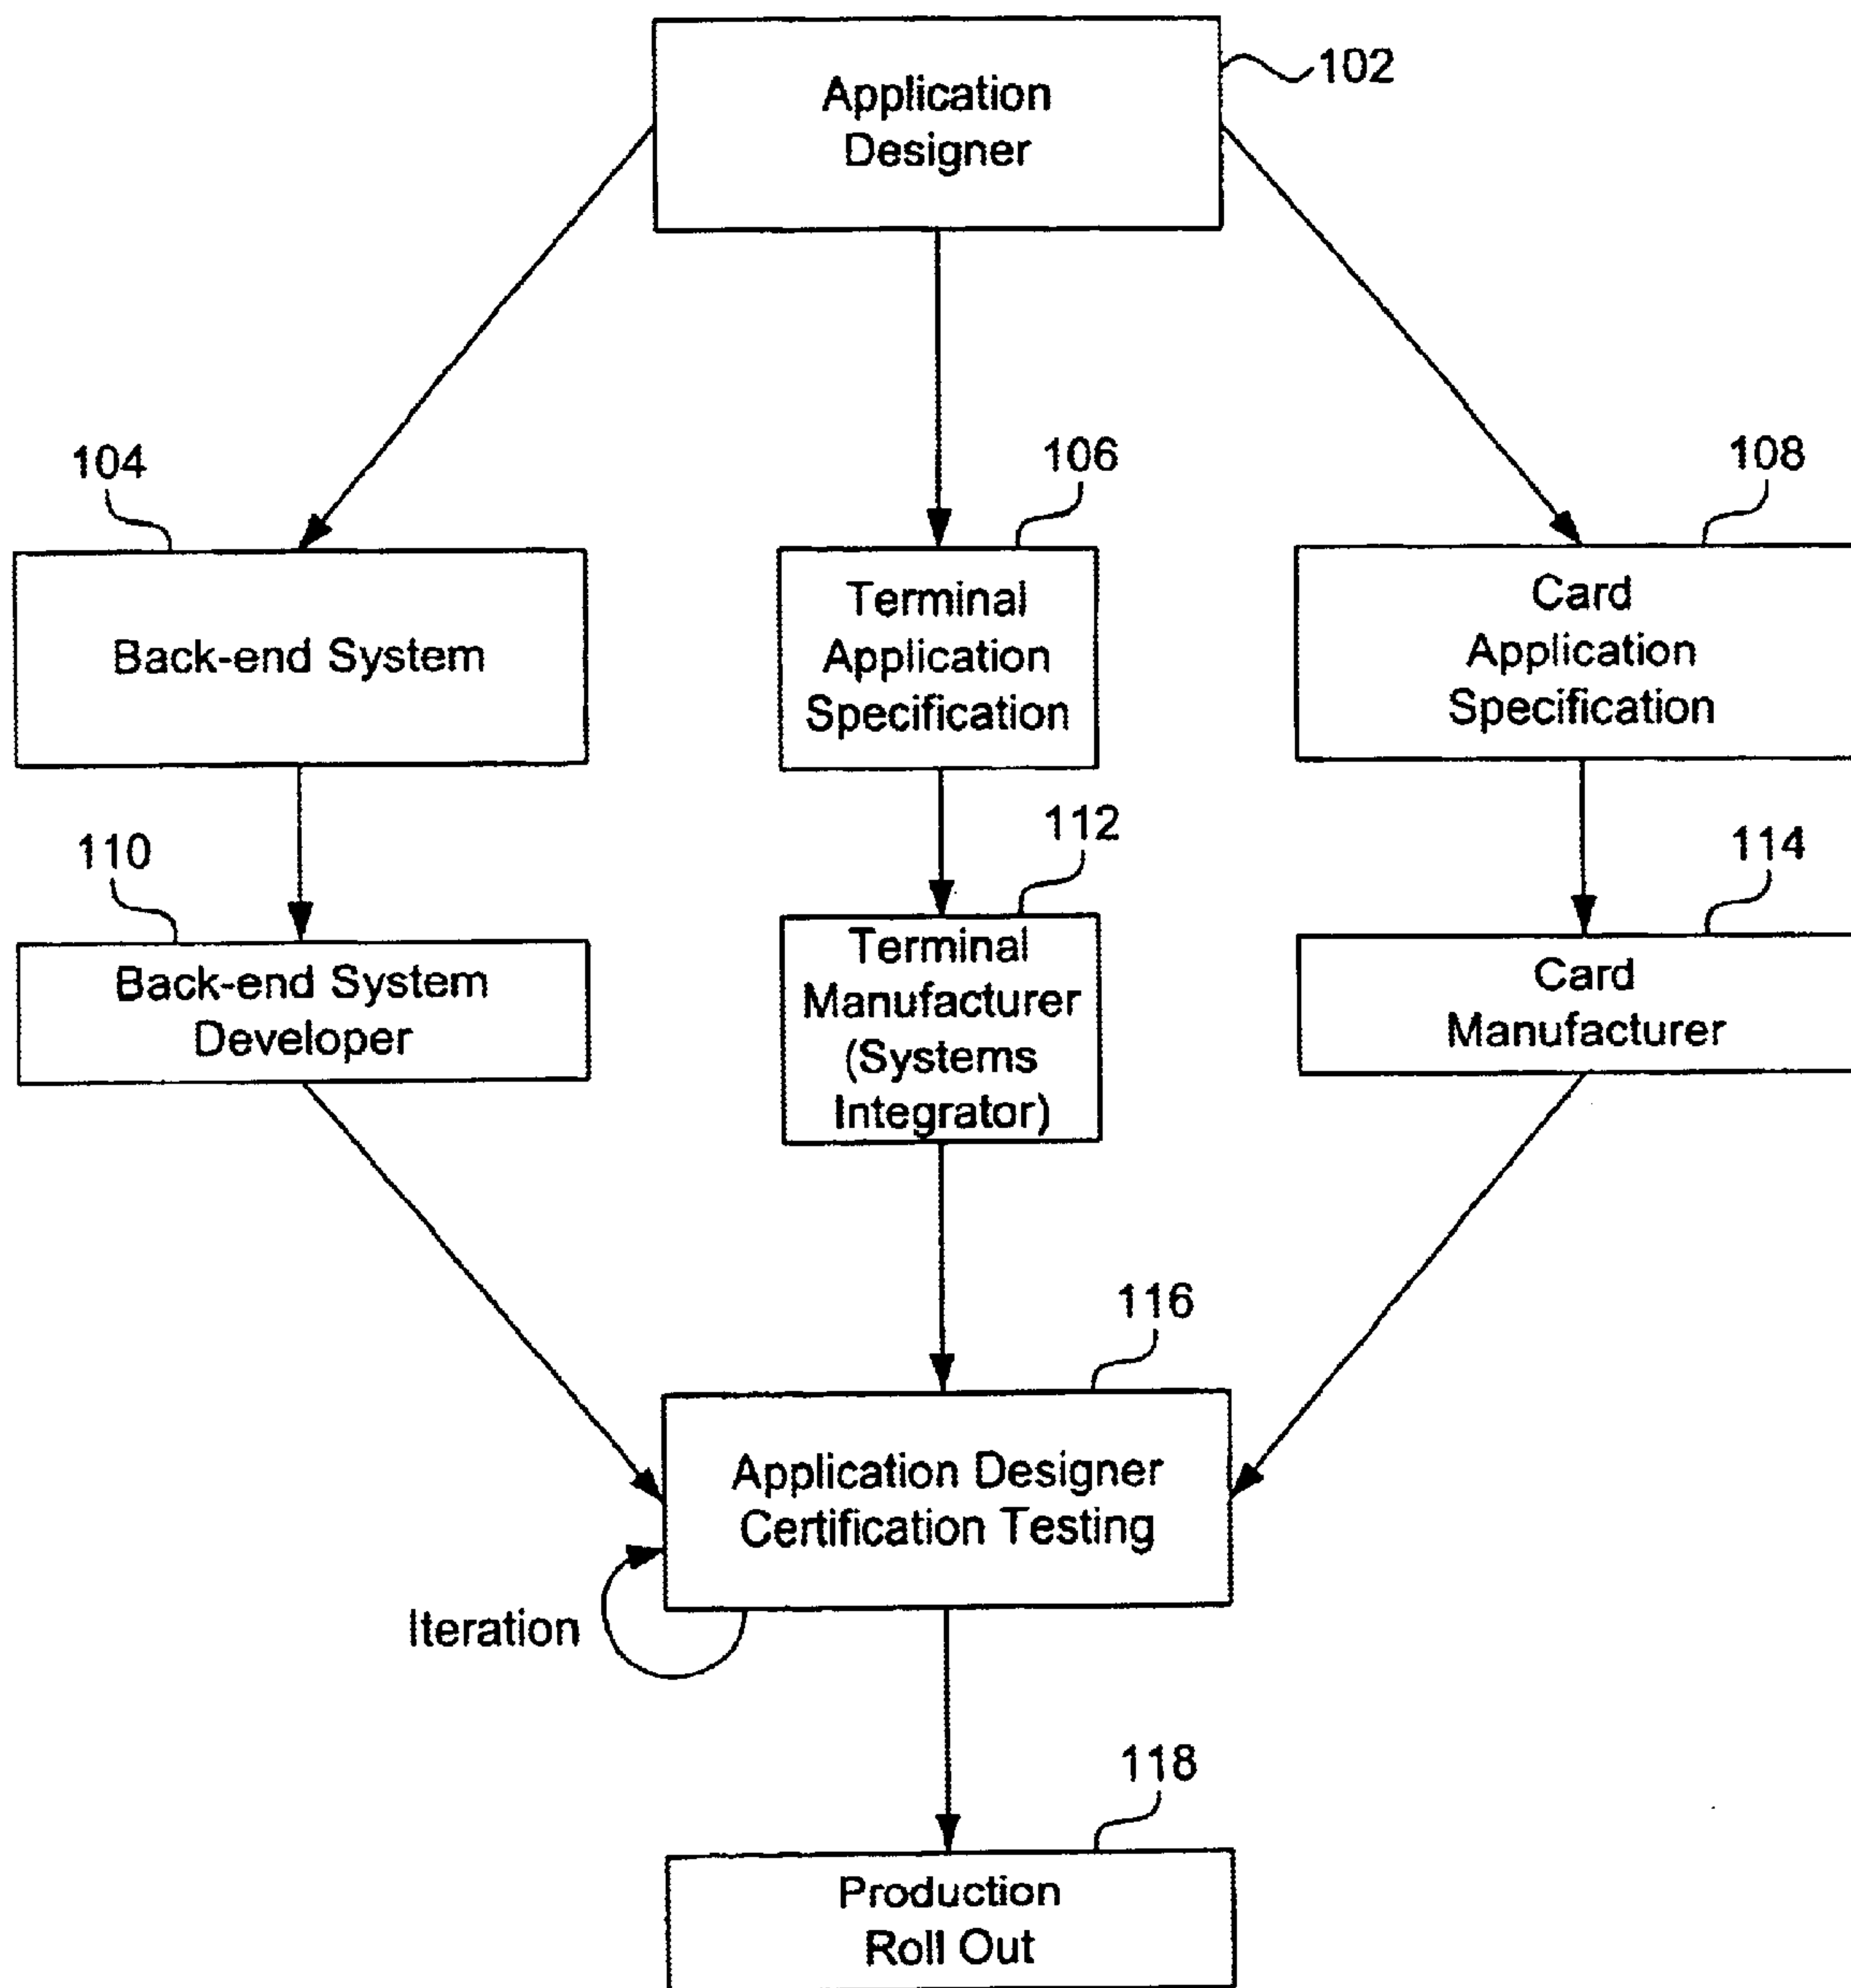 102
Application
Designer
104
106
108
Back-end System
Terminal
Application
Specification
Card
Application
Specification
110
112
114
Back-end System
Developer
Terminal
Manufacturer
(Systems
Integrator)
Card
Manufacturer
116
Application Designer
Certification Testing
Iteration
118
Production
Roll Out